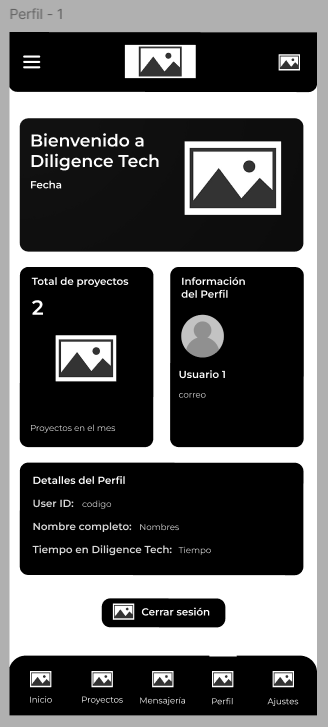 Perfil - 1
Bienvenido a
Diligence Tech
Fecha
Total de proyectos
2
Proyectos en el mes
Información
del Perfil
Usuario 1
correo
Detalles del Perfil
User ID: codigo
Nombre completo: Nombres
Tiempo en Diligence Tech: Tiempo
Cerrar sesión
Inicio Proyectos Mensajería Perfil Ajustes